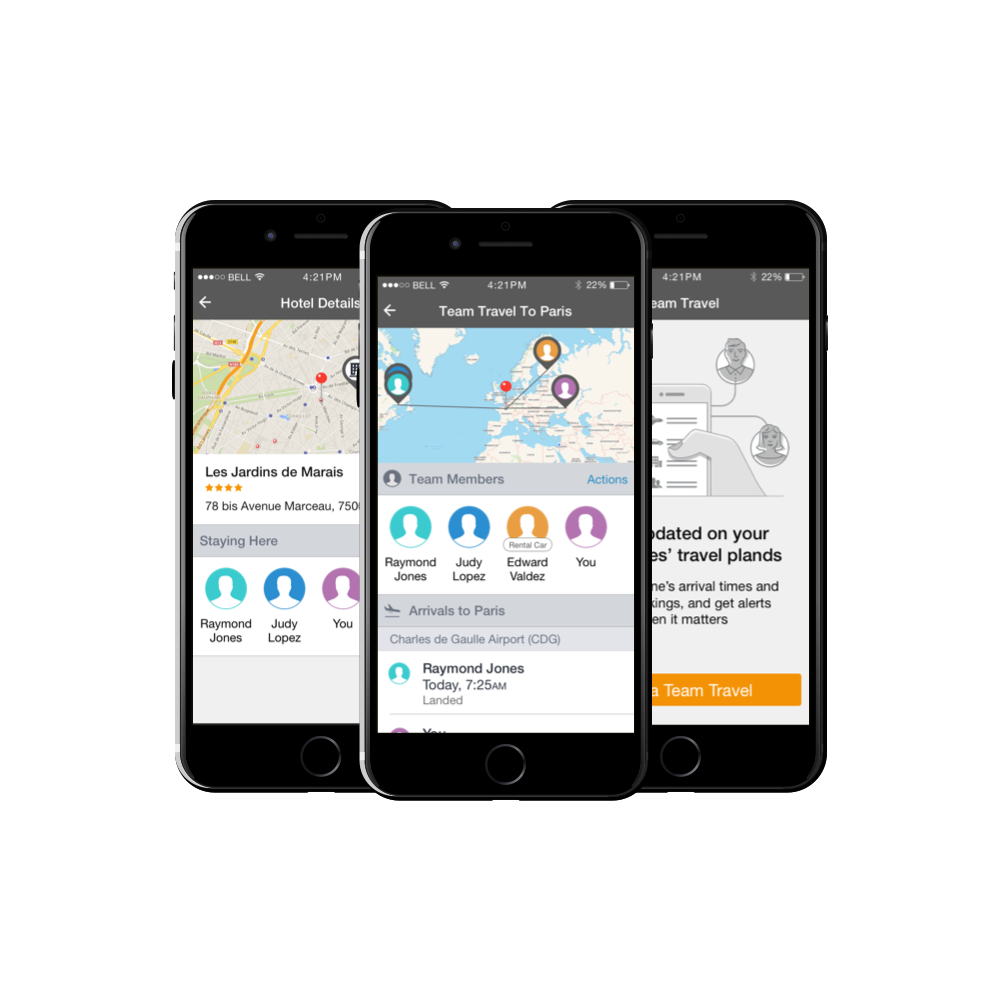 BELL
4:21PM
Hotel Details
Les Jardins de Marais
78 bis Avenue Marceau, 750
Staying Here
Raymond
Jones
Judy
Lopez
You
BELL
4:21PM
22%
Team Travel To Paris
Team Members
Actions
Rental Car
Raymond
Jones
Judy
Lopez
Edward
Valdez
You
Arrivals to Paris
Charles de Gaulle Airport (CDG)
Raymond Jones
Today, 7:25AM
Landed
You
4:21PM
22%
eam Travel
pdated on your
es’ travel plands
ne’s arrival times and
kings, and get alerts
en it matters
a Team Travel